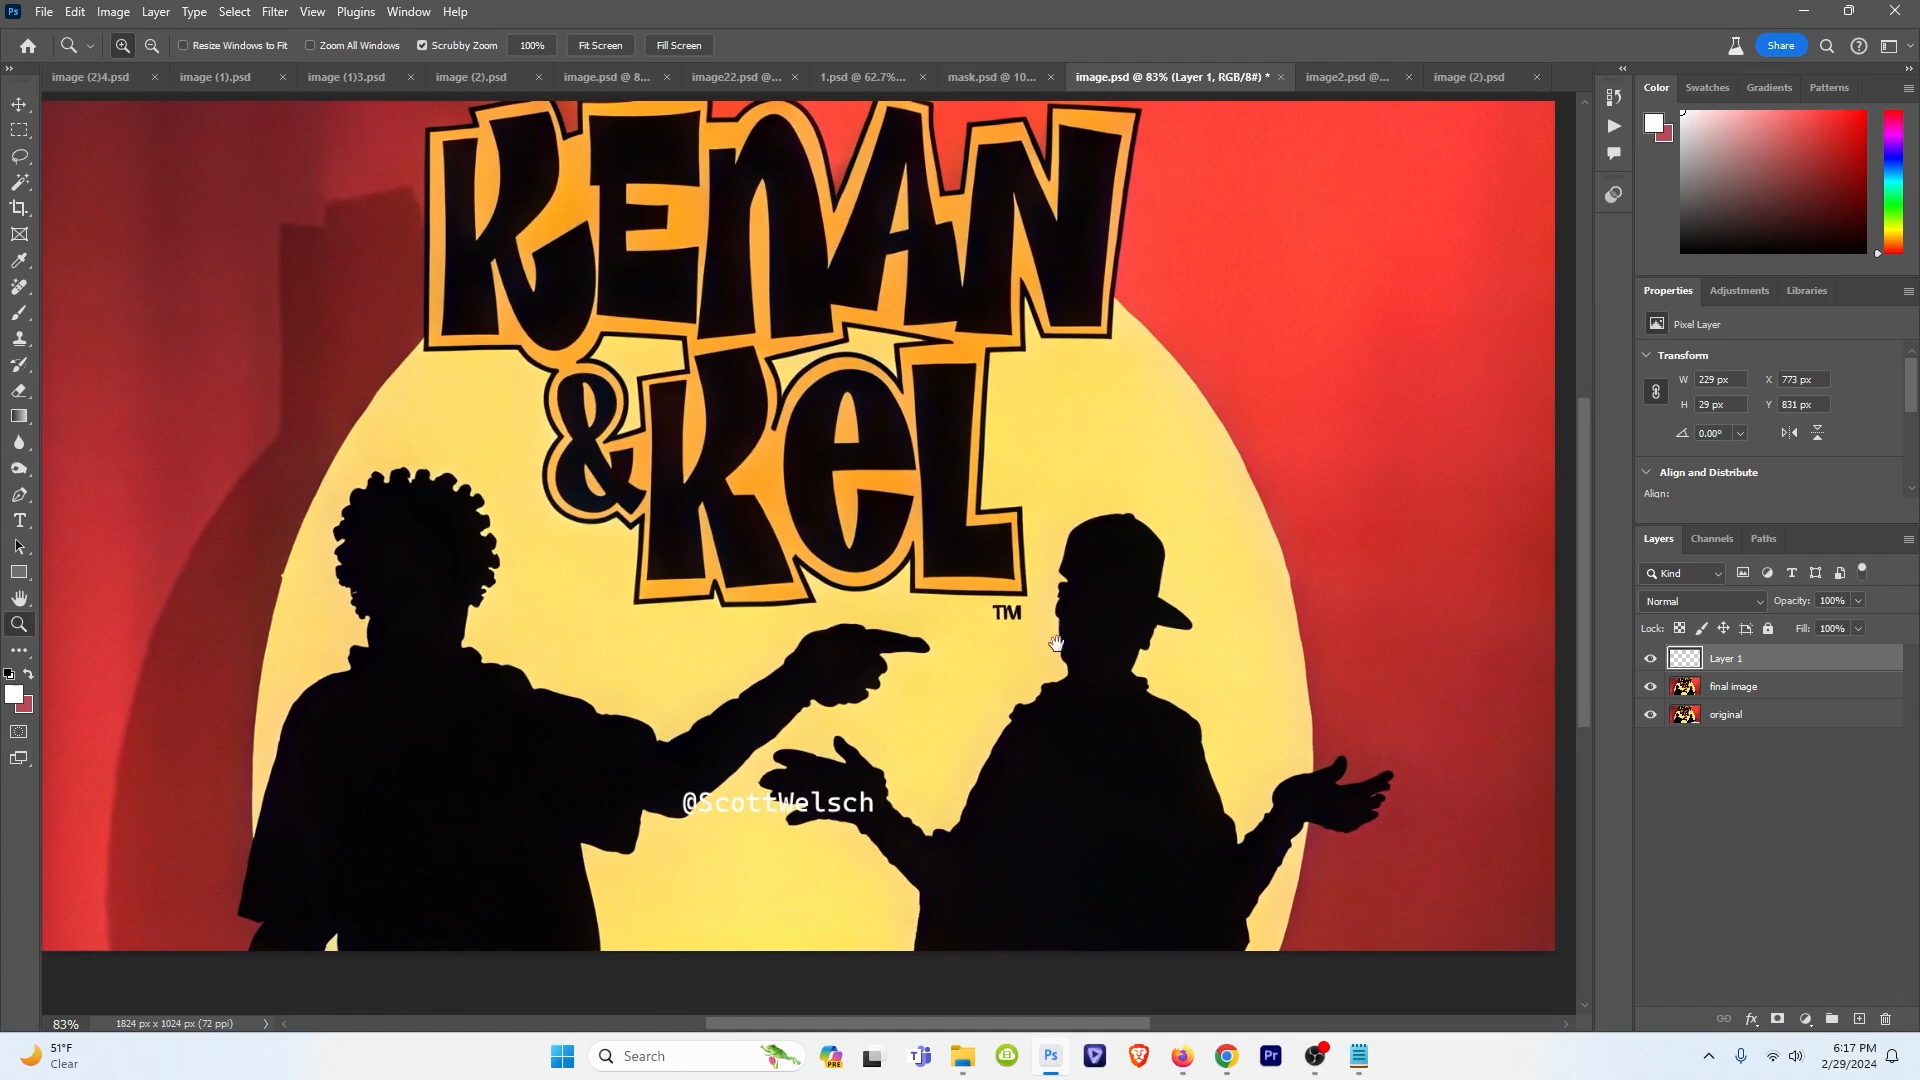 Ps File Edit Image Layer Type Select Filter View Plugins Window Help
Resize Windows to Fit Zoom All Windows Scrubby Zoom 100% Fit Screen Fill Screen Share
image (2)4.psd image (1).psd image (1)3.psd image (2).psd image.psd @ 8... image22.psd @... 1.psd @ 62.7%... mask.psd @ 10... image.psd @ 83% (Layer 1, RGB/8#) * image2.psd @... image (2).psd
Color Swatches Gradients Patterns
KENAN
& KEL
TM
@ScottWelsch
Properties Adjustments Libraries
Pixel Layer
Transform
W 229 px X 773 px
H 29 px Y 831 px
0.00°
Align and Distribute
Align:
Layers Channels Paths
Kind
Normal Opacity: 100%
Lock: Fill: 100%
Layer 1
final image
original
83% 1824 px x 1024 px (72 ppi)
51°F
Clear
Search
PRE
Ps
Pr
6:17 PM
2/29/2024